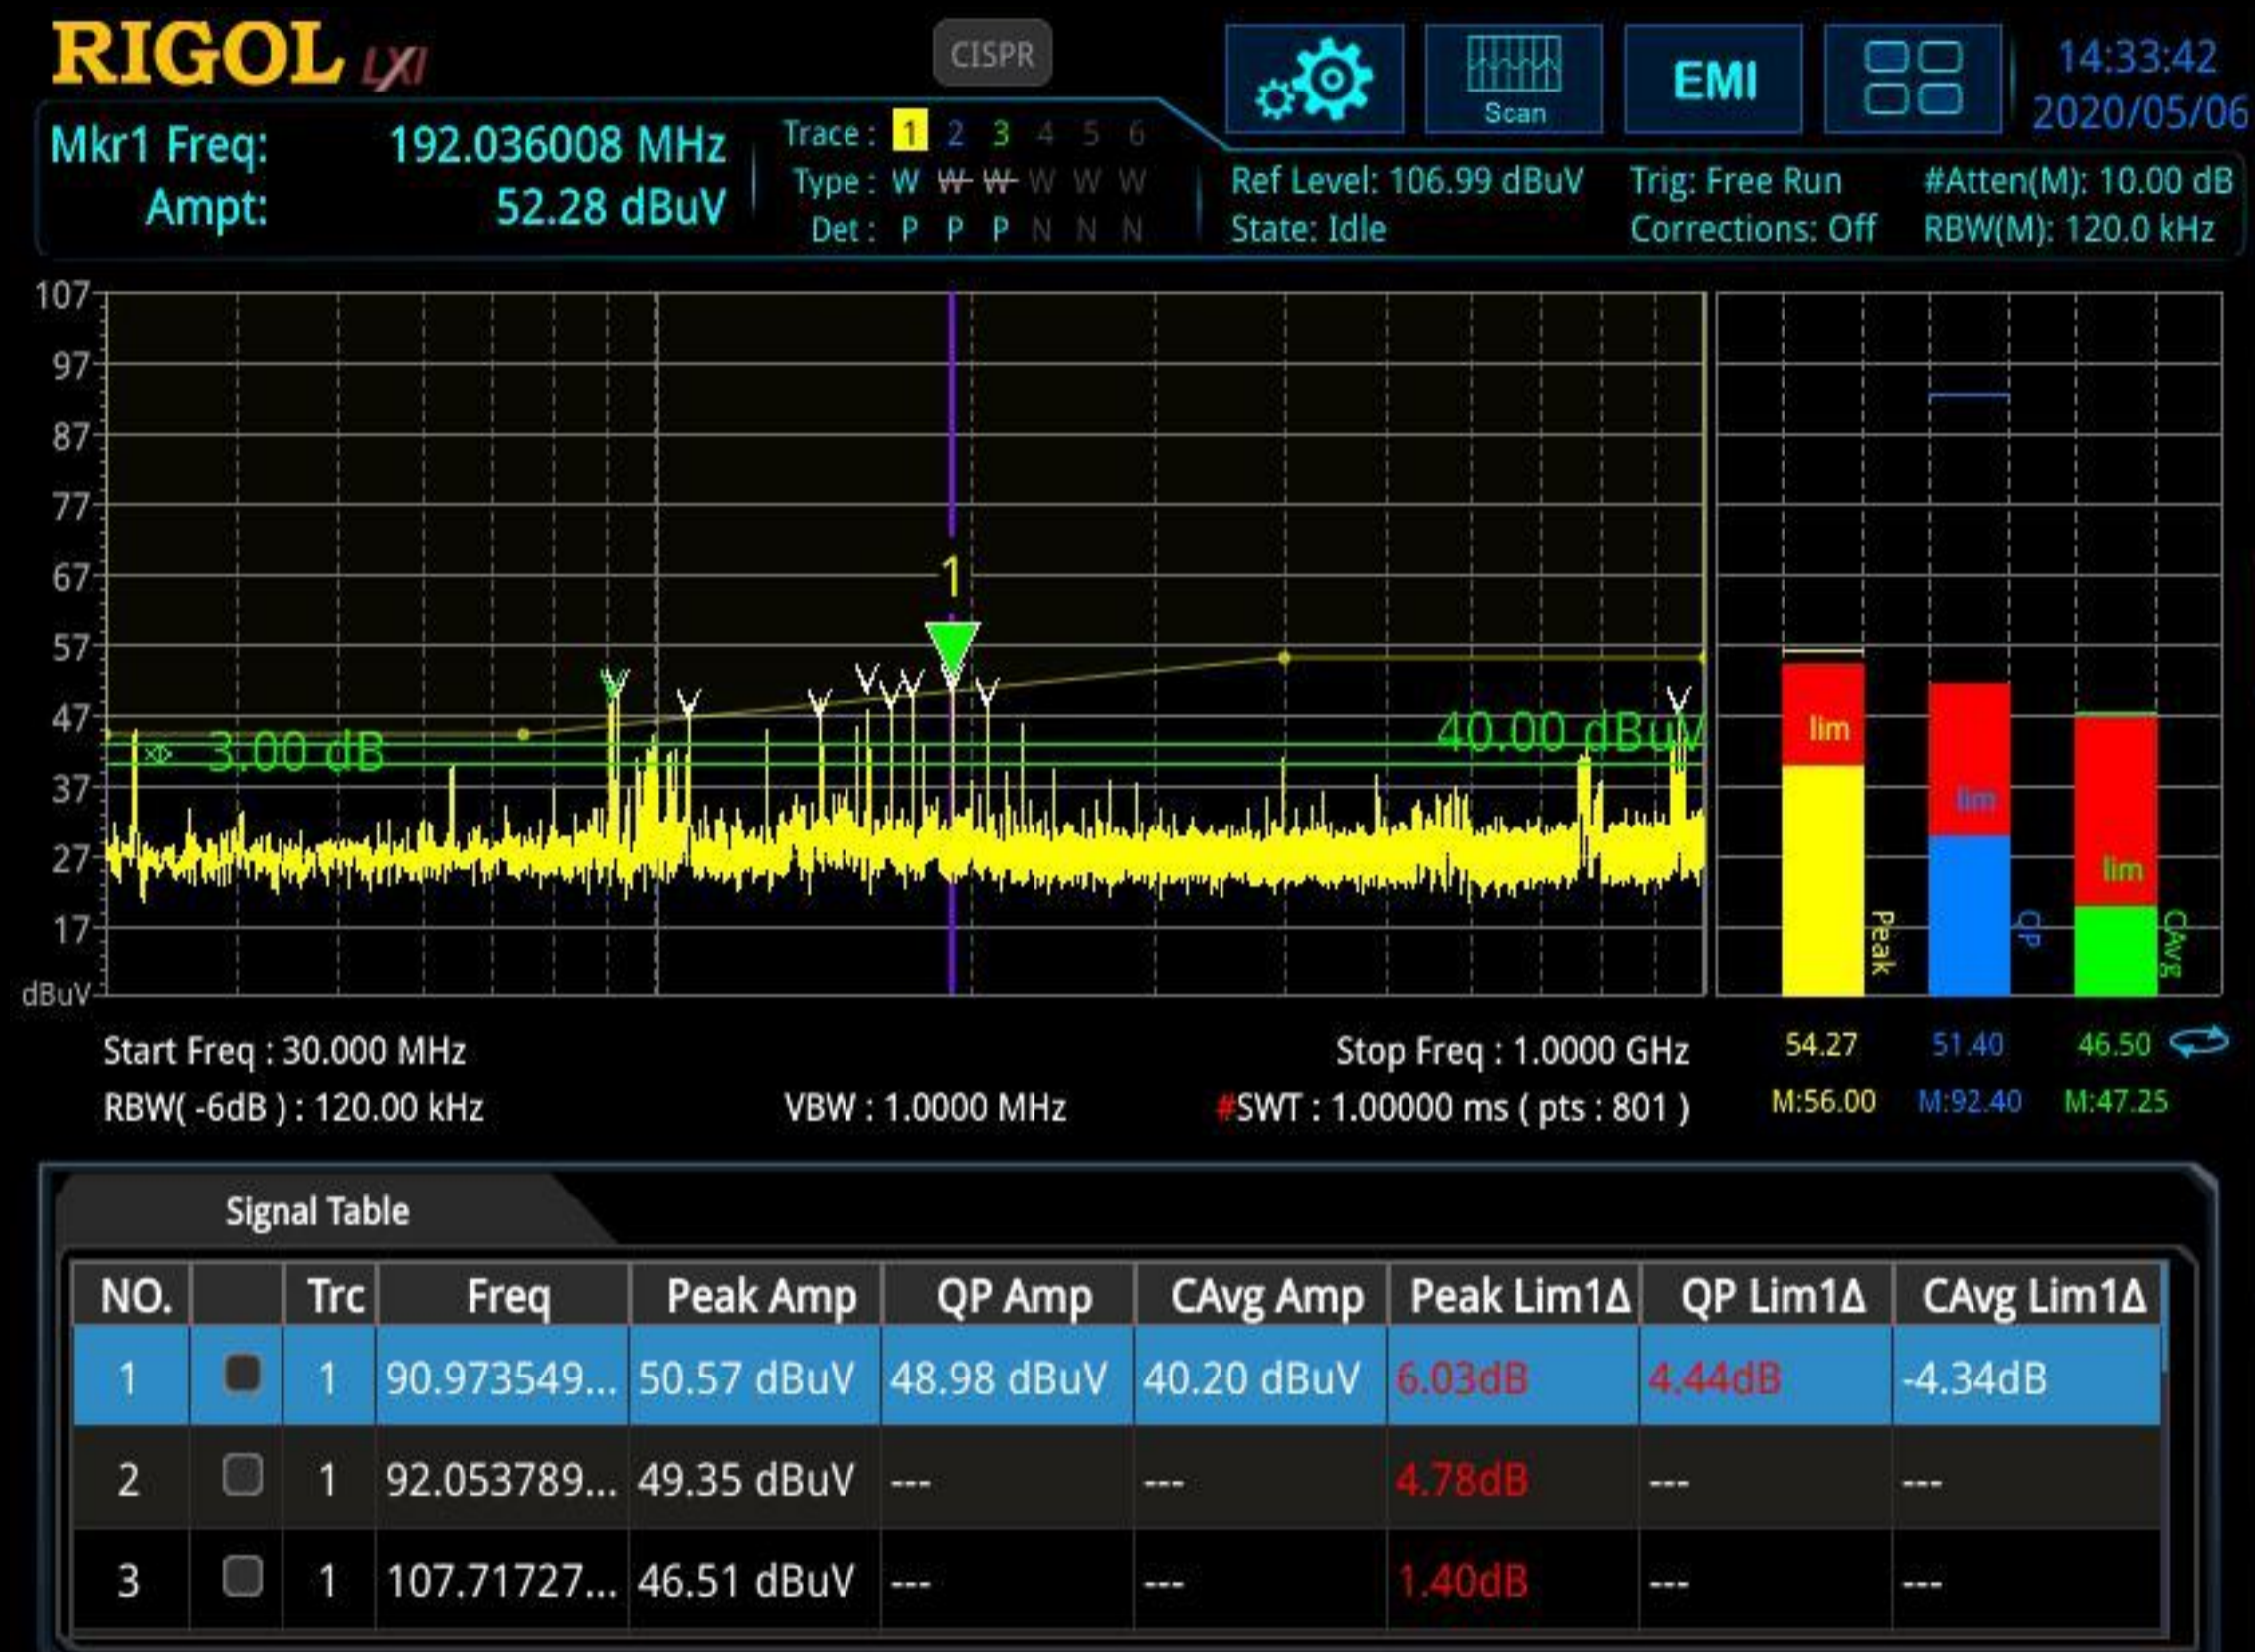 RIGOL LXI
CISPR
Scan
EMI
14:33:42
2020/05/06
Mkr1 Freq: 192.036008 MHz
Ampt: 52.28 dBuV
Trace : 1 2 3 4 5 6
Type : W W W W W W
Det : P P P N N N
Ref Level: 106.99 dBuV
State: Idle
Trig: Free Run
Corrections: Off
#Atten(M): 10.00 dB
RBW(M): 120.0 kHz
107
97
87
77
67
57
47
37
27
17
dBuV
1
3.00 dB
40.00 dBuV
lim
lim
lim
Peak
QP
CAvg
Start Freq : 30.000 MHz
Stop Freq : 1.0000 GHz
RBW( -6dB ) : 120.00 kHz
VBW : 1.0000 MHz
#SWT : 1.00000 ms ( pts : 801 )
54.27 51.40 46.50
M:56.00 M:92.40 M:47.25
Signal Table
NO. Trc Freq Peak Amp QP Amp CAvg Amp Peak Lim1Δ QP Lim1Δ CAvg Lim1Δ
1 1 90.973549... 50.57 dBuV 48.98 dBuV 40.20 dBuV 6.03dB 4.44dB -4.34dB
2 1 92.053789... 49.35 dBuV --- --- 4.78dB --- ---
3 1 107.71727... 46.51 dBuV --- --- 1.40dB --- ---